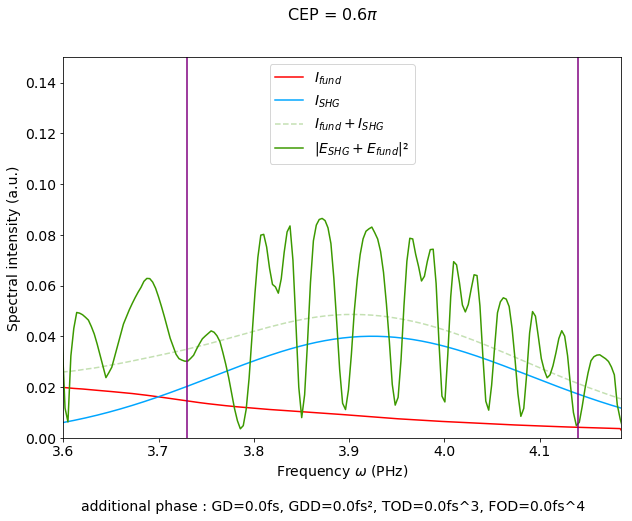 CEP = 0.6π
0.14
0.12
0.10
0.08
0.06
0.04
0.02
0.00
Spectral intensity (a.u.)
I_fund
I_SHG
I_fund + I_SHG
|E_SHG + E_fund|²
3.6 3.7 3.8 3.9 4.0 4.1
Frequency ω (PHz)
additional phase : GD=0.0fs, GDD=0.0fs², TOD=0.0fs^3, FOD=0.0fs^4